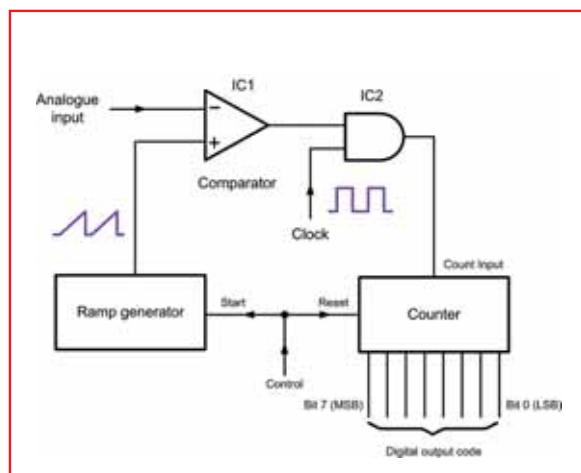 IC1
IC2
Analogue
input
−
+
Comparator
Clock
Count Input
Ramp generator
Start
Reset
Counter
Control
Bit 7 (MSB)
Bit 0 (LSB)
Digital output code